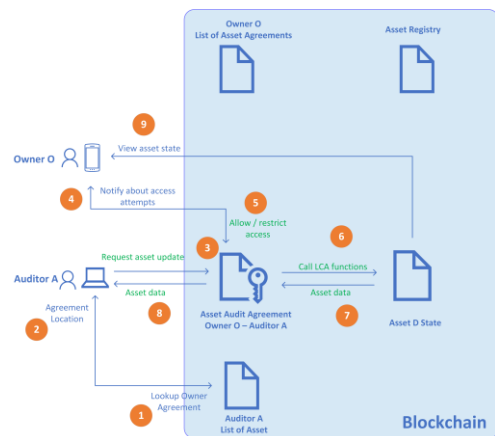 Owner O
List of Asset Agreements
Asset Registry
9
View asset state
Owner O
4
Notify about access
attempts
5
Allow / restrict
access
6
3
Request asset update
Call LCA functions
Auditor A
Asset data
Asset data
Agreement
Location
8
7
Asset Audit Agreement
Owner O – Auditor A
Asset D State
2
Lookup Owner
Agreement
1
Auditor A
List of Asset
Blockchain